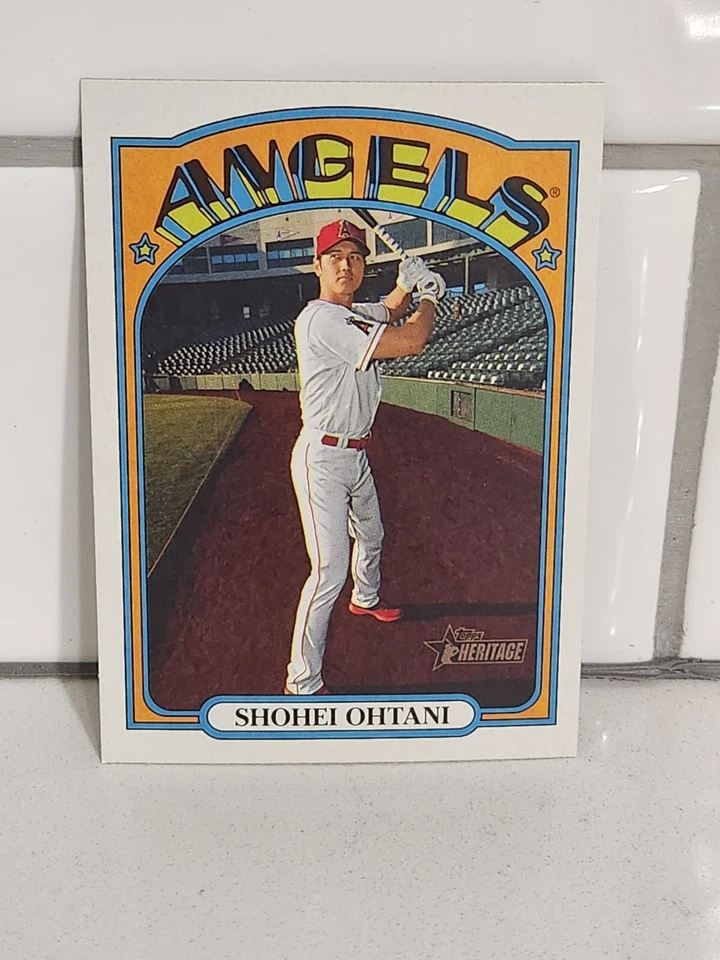 ANGELS®
A
topps
HERITAGE
SHOHEI OHTANI